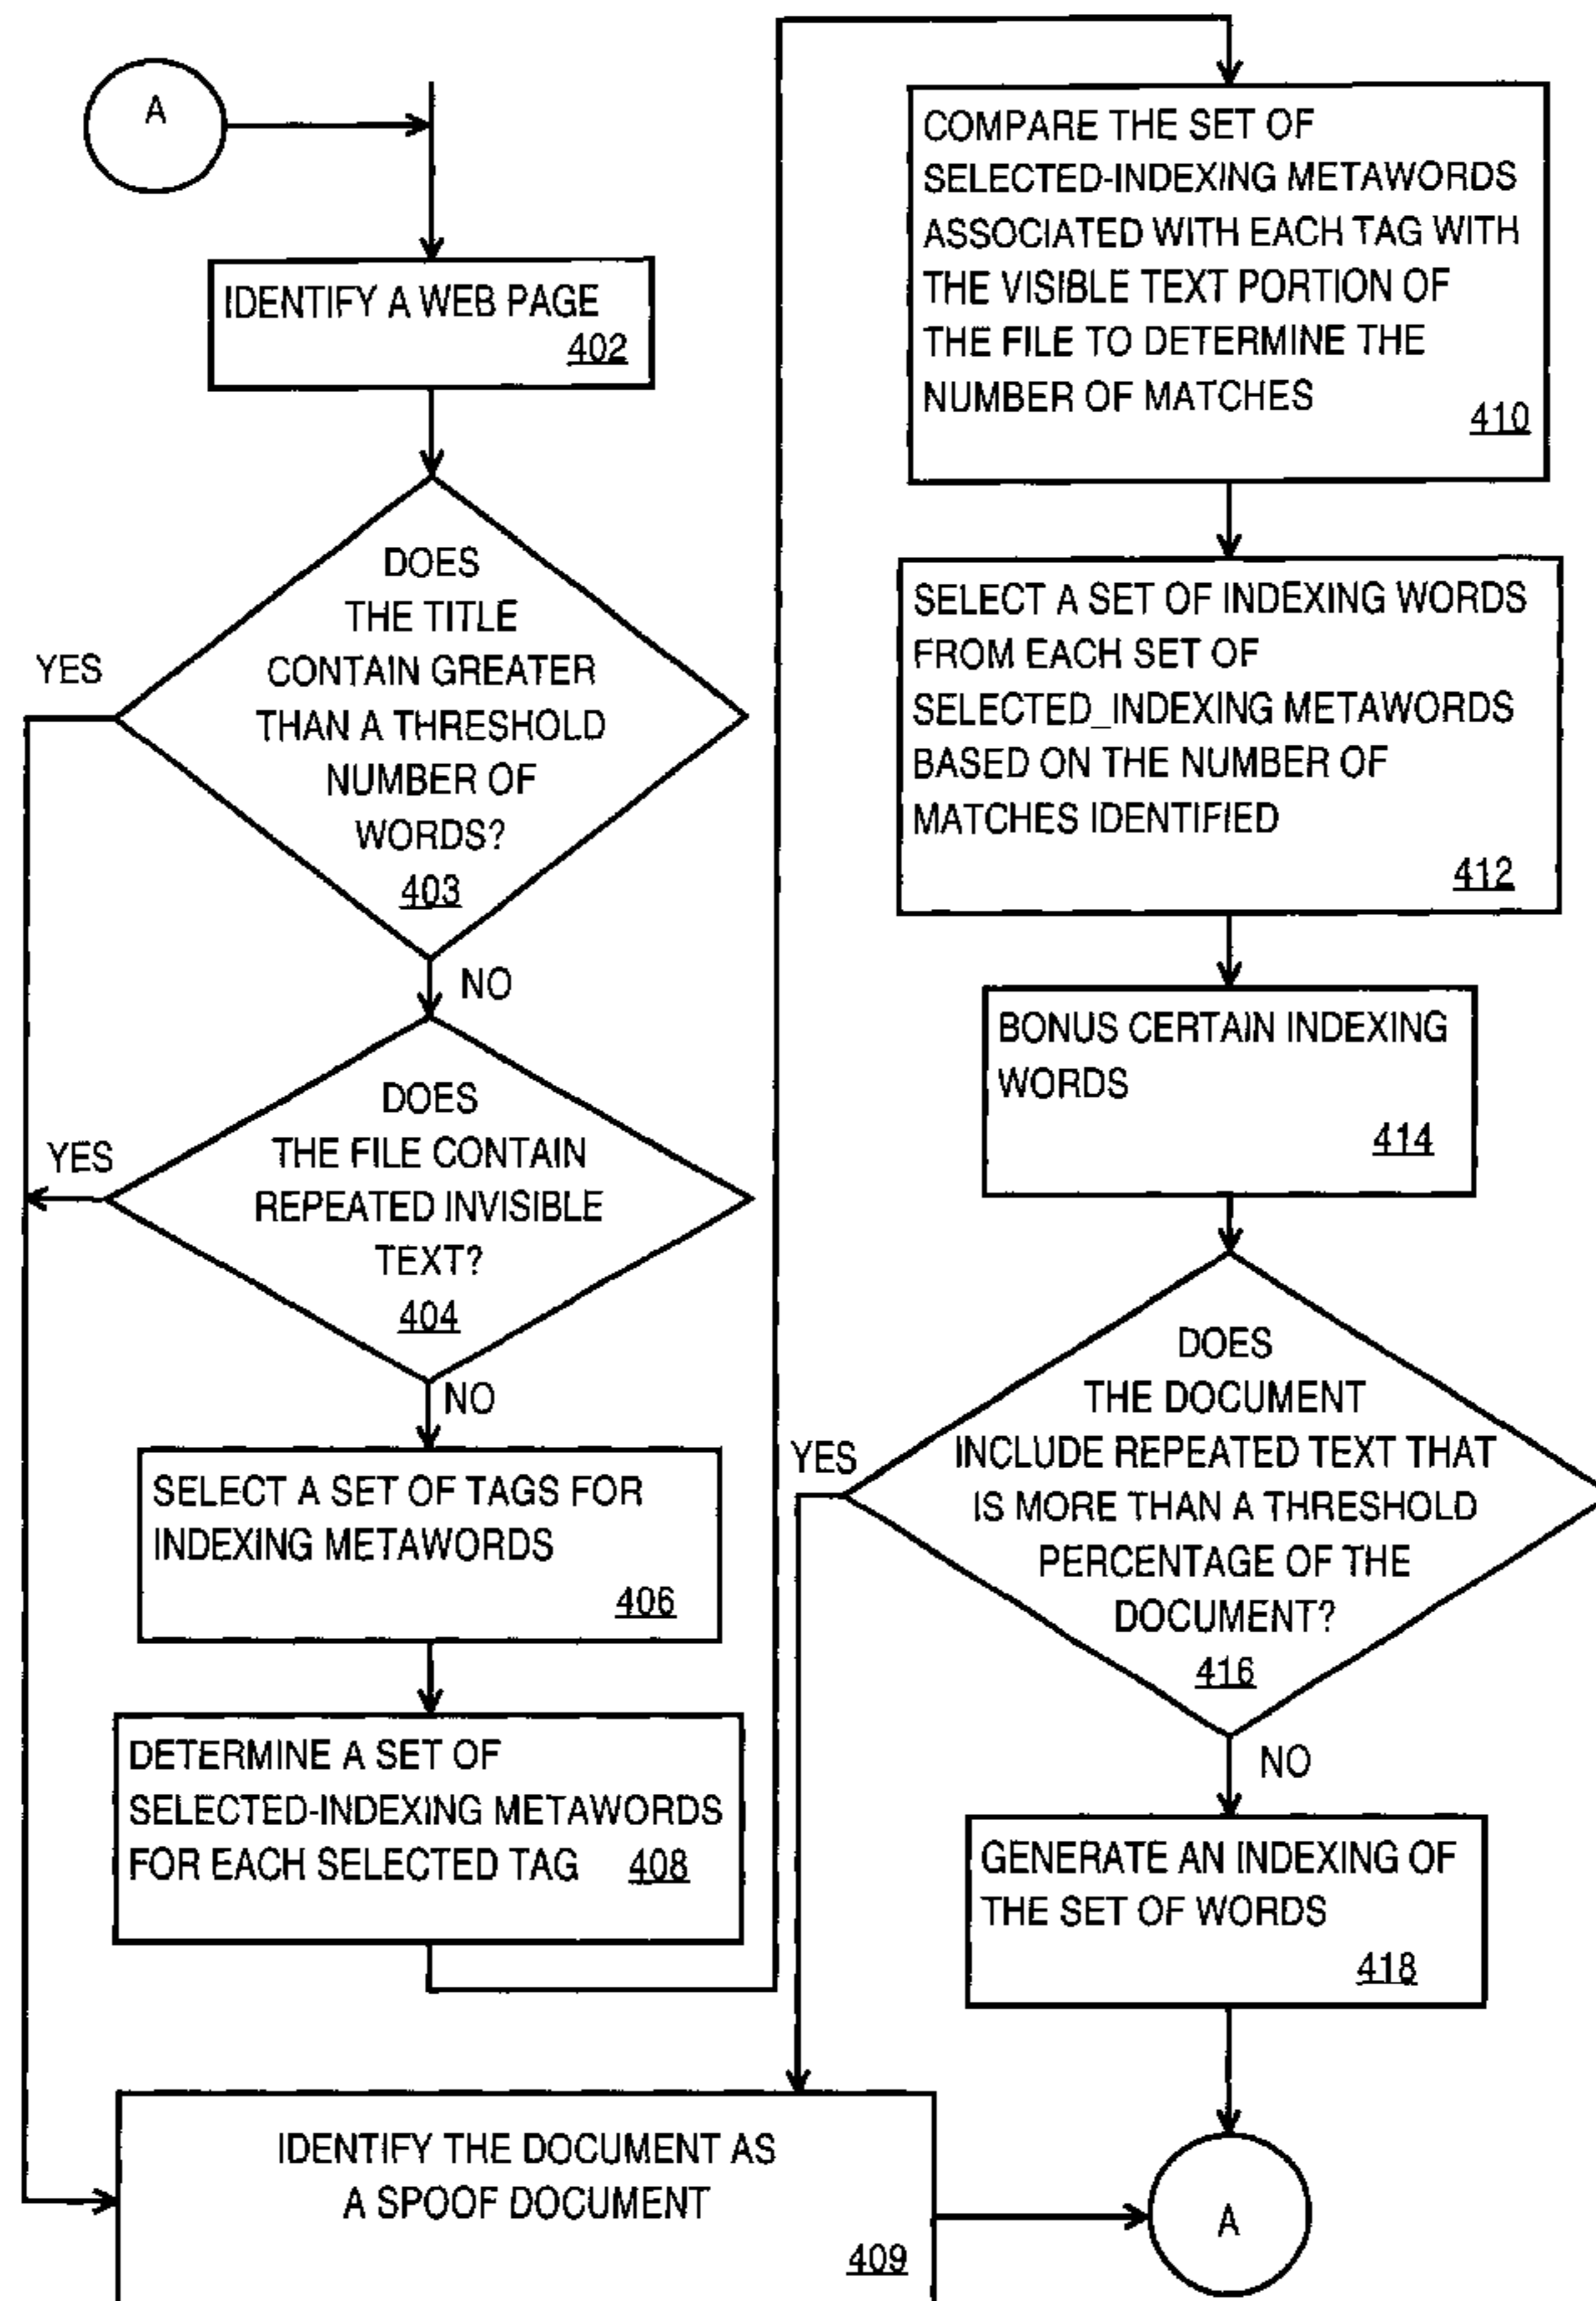 A
IDENTIFY A WEB PAGE
402
DOES
THE TITLE
CONTAIN GREATER
THAN A THRESHOLD
NUMBER OF
WORDS?
403
YES
NO
DOES
THE FILE CONTAIN
REPEATED INVISIBLE
TEXT?
404
YES
NO
SELECT A SET OF TAGS FOR
INDEXING METAWORDS
406
DETERMINE A SET OF
SELECTED-INDEXING METAWORDS
FOR EACH SELECTED TAG 408
COMPARE THE SET OF
SELECTED-INDEXING METAWORDS
ASSOCIATED WITH EACH TAG WITH
THE VISIBLE TEXT PORTION OF
THE FILE TO DETERMINE THE
NUMBER OF MATCHES
410
SELECT A SET OF INDEXING WORDS
FROM EACH SET OF
SELECTED_INDEXING METAWORDS
BASED ON THE NUMBER OF
MATCHES IDENTIFIED
412
BONUS CERTAIN INDEXING
WORDS
414
DOES
THE DOCUMENT
INCLUDE REPEATED TEXT THAT
IS MORE THAN A THRESHOLD
PERCENTAGE OF THE
DOCUMENT?
416
YES
NO
GENERATE AN INDEXING OF
THE SET OF WORDS
418
IDENTIFY THE DOCUMENT AS
A SPOOF DOCUMENT
409
A